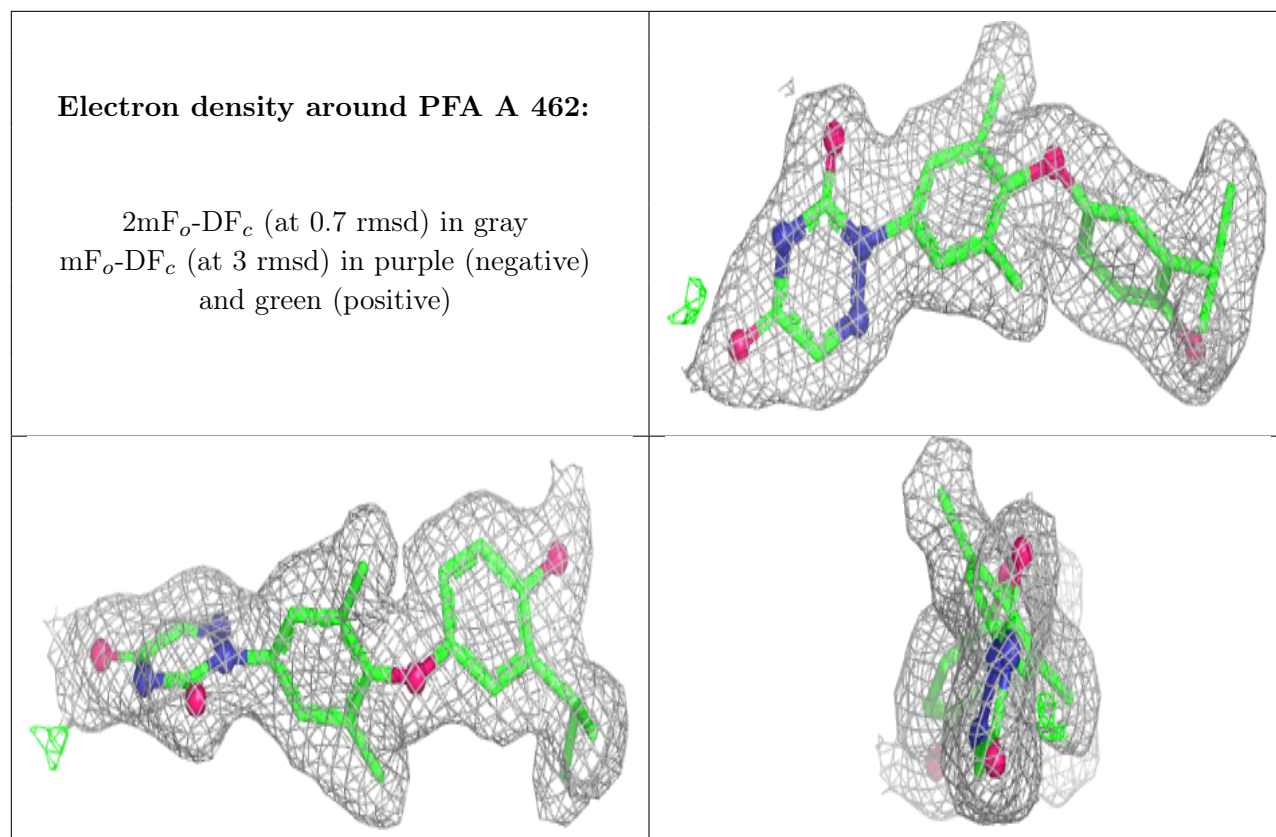 Electron density around PFA A 462:
2mFo-DFc (at 0.7 rmsd) in gray
mFo-DFc (at 3 rmsd) in purple (negative)
and green (positive)